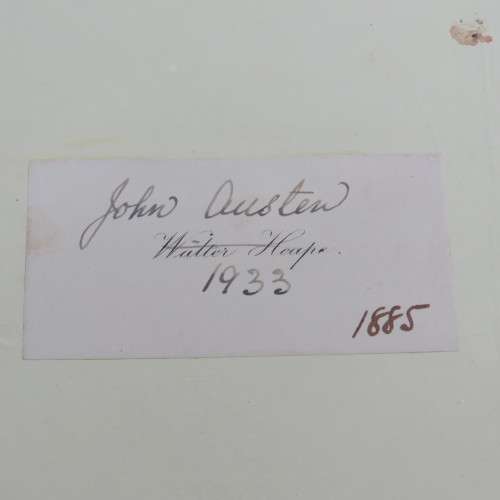 John Austen
Walter Heape.
1933
1885